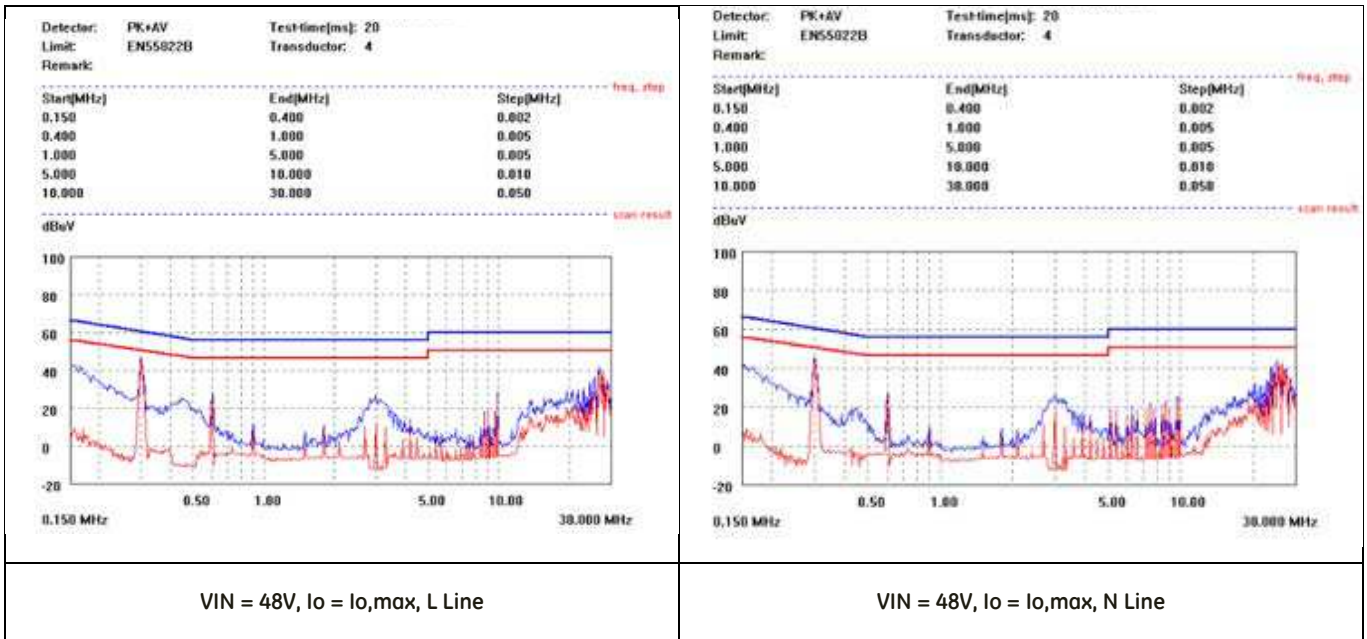 Detector: PK+AV Test-time[ms]: 20
Limit: EN55022B Transductor: 4
Remark:
freq, step
Start[MHz] End[MHz] Step[MHz]
0.150 0.400 0.002
0.400 1.000 0.005
1.000 5.000 0.005
5.000 10.000 0.010
10.000 30.000 0.050
scan result
dBuV
100
80
60
40
20
0
-20
0.50 1.00 5.00 10.00
0.150 MHz 30.000 MHz
VIN = 48V, Io = Io,max, L Line
Detector: PK+AV Test-time[ms]: 20
Limit: EN55022B Transductor: 4
Remark:
freq, step
Start[MHz] End[MHz] Step[MHz]
0.150 0.400 0.002
0.400 1.000 0.005
1.000 5.000 0.005
5.000 10.000 0.010
10.000 30.000 0.050
scan result
dBuV
100
80
60
40
20
0
-20
0.50 1.00 5.00 10.00
0.150 MHz 30.000 MHz
VIN = 48V, Io = Io,max, N Line